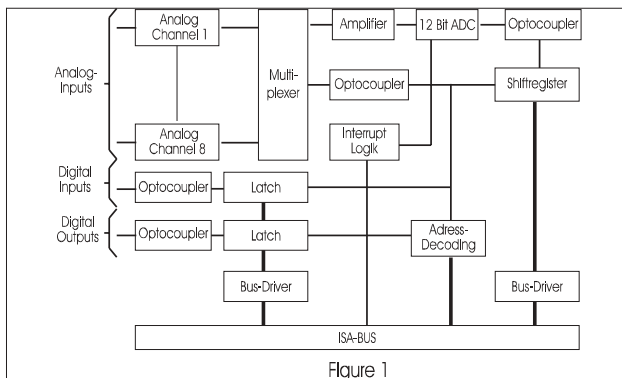 Analog
Channel 1
Amplifier
12 Bit ADC
Optocoupler
Analog-
Inputs
Multi-
plexer
Optocoupler
Shiftregister
Analog
Channel 8
Interrupt
Logik
Digital
Inputs
Optocoupler
Latch
Digital
Outputs
Optocoupler
Latch
Adress-
Decoding
Bus-Driver
Bus-Driver
ISA-BUS
Figure 1